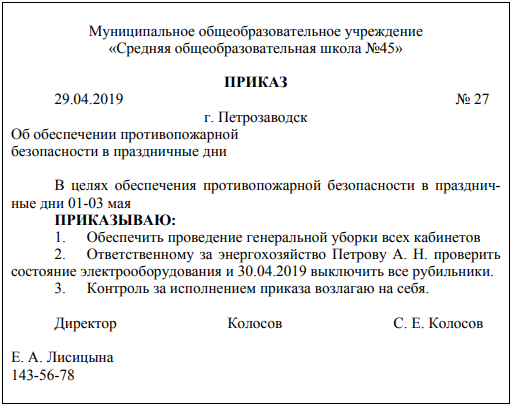 Муниципальное общеобразовательное учреждение
«Средняя общеобразовательная школа №45»
ПРИКАЗ
29.04.2019 № 27
г. Петрозаводск
Об обеспечении противопожарной
безопасности в праздничные дни
В целях обеспечения противопожарной безопасности в празднич-
ные дни 01-03 мая
ПРИКАЗЫВАЮ:
1. Обеспечить проведение генеральной уборки всех кабинетов
2. Ответственному за энергохозяйство Петрову А. Н. проверить
состояние электрооборудования и 30.04.2019 выключить все рубильники.
3. Контроль за исполнением приказа возлагаю на себя.
Директор Колосов С. Е. Колосов
Е. А. Лисицына
143-56-78